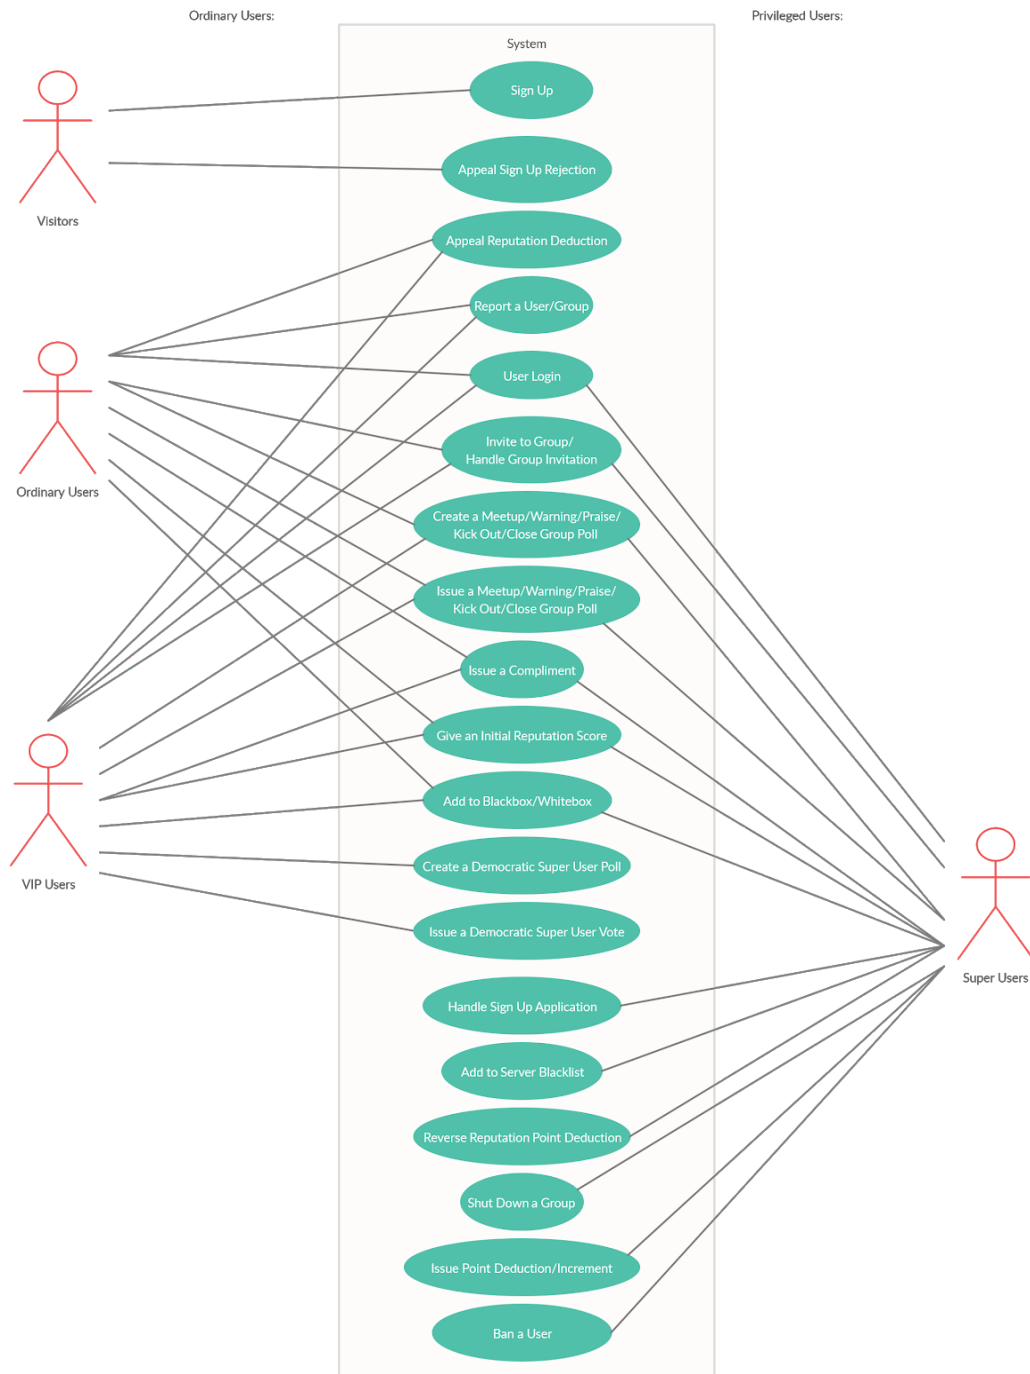 Ordinary Users:
Privileged Users:
System
Sign Up
Appeal Sign Up Rejection
Visitors
Appeal Reputation Deduction
Report a User/Group
User Login
Invite to Group/
Handle Group Invitation
Ordinary Users
Create a Meetup/Warning/Praise/
Kick Out/Close Group Poll
Issue a Meetup/Warning/Praise/
Kick Out/Close Group Poll
Issue a Compliment
Give an Initial Reputation Score
Add to Blackbox/Whitebox
Create a Democratic Super User Poll
VIP Users
Issue a Democratic Super User Vote
Super Users
Handle Sign Up Application
Add to Server Blacklist
Reverse Reputation Point Deduction
Shut Down a Group
Issue Point Deduction/Increment
Ban a User